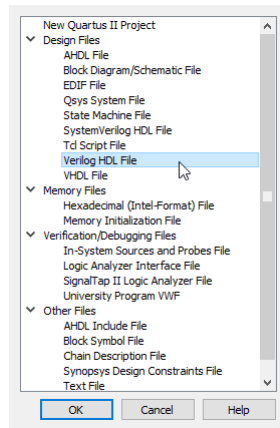 New Quartus II Project
Design Files
AHDL File
Block Diagram/Schematic File
EDIF File
Qsys System File
State Machine File
SystemVerilog HDL File
Tcl Script File
Verilog HDL File
VHDL File
Memory Files
Hexadecimal (Intel-Format) File
Memory Initialization File
Verification/Debugging Files
In-System Sources and Probes File
Logic Analyzer Interface File
SignalTap II Logic Analyzer File
University Program VWF
Other Files
AHDL Include File
Block Symbol File
Chain Description File
Synopsys Design Constraints File
Text File
OK Cancel Help